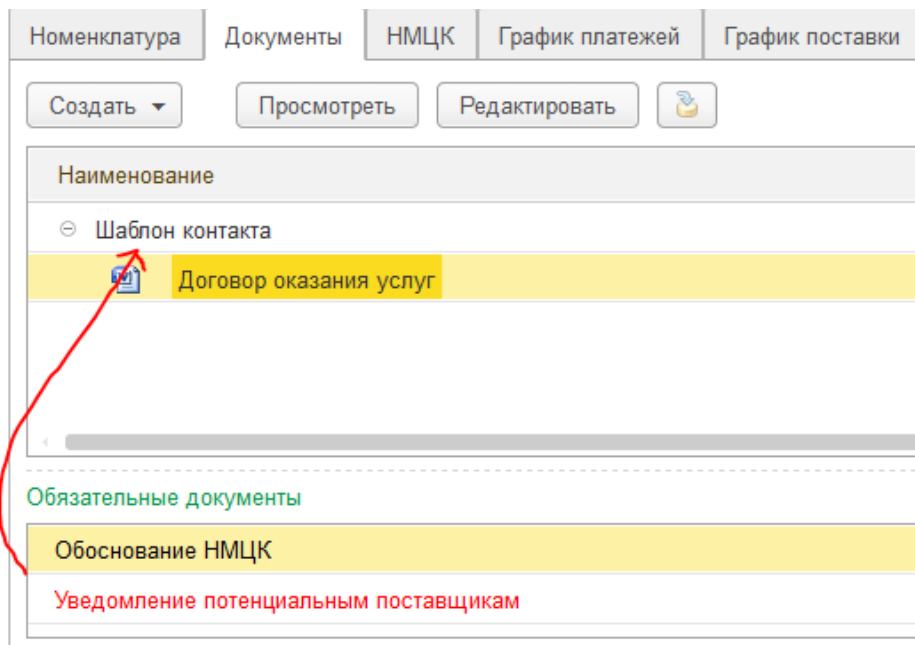 Номенклатура Документы НМЦК График платежей График поставки
Создать Просмотреть Редактировать
Наименование
Шаблон контакта
Договор оказания услуг
Обязательные документы
Обоснование НМЦК
Уведомление потенциальным поставщикам